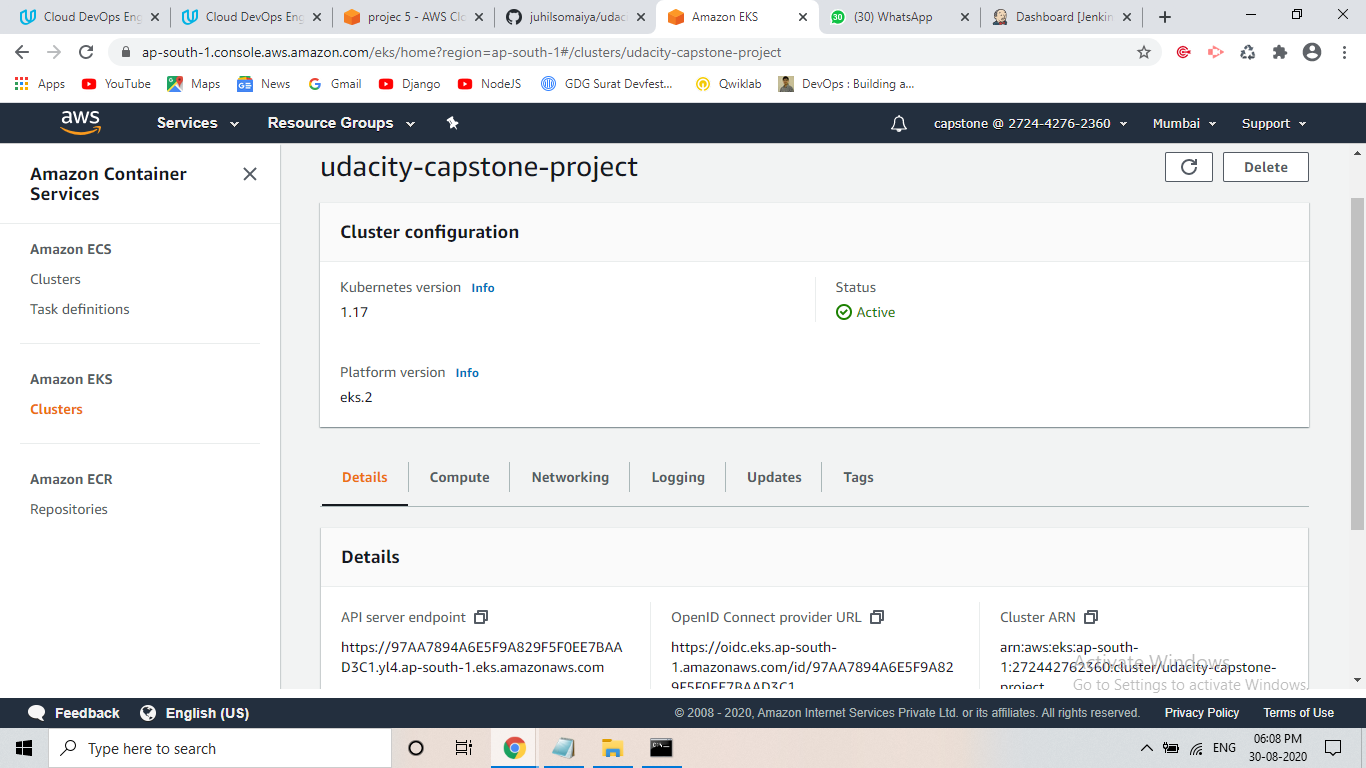 Cloud DevOps Eng
Cloud DevOps Eng
projec 5 - AWS Clo
juhilsomaiya/udac
Amazon EKS
(30) WhatsApp
Dashboard [Jenkin
ap-south-1.console.aws.amazon.com/eks/home?region=ap-south-1#/clusters/udacity-capstone-project
Apps YouTube Maps News Gmail Django NodeJS GDG Surat Devfest... Qwiklab DevOps : Building a...
aws Services Resource Groups capstone @ 2724-4276-2360 Mumbai Support
Amazon Container
Services
Amazon ECS
Clusters
Task definitions
Amazon EKS
Clusters
Amazon ECR
Repositories
udacity-capstone-project
Delete
Cluster configuration
Kubernetes version Info
1.17
Status
Active
Platform version Info
eks.2
Details Compute Networking Logging Updates Tags
Details
API server endpoint
https://97AA7894A6E5F9A829F5F0EE7BAA
D3C1.yl4.ap-south-1.eks.amazonaws.com
OpenID Connect provider URL
https://oidc.eks.ap-south-
1.amazonaws.com/id/97AA7894A6E5F9A82
9F5F0EE7BAAD3C1
Cluster ARN
arn:aws:eks:ap-south-
1:272442762360:cluster/udacity-capstone-
project
Activate Windows
Go to Settings to activate Windows.
Feedback English (US) © 2008 - 2020, Amazon Internet Services Private Ltd. or its affiliates. All rights reserved. Privacy Policy Terms of Use
Type here to search
ENG
06:08 PM
30-08-2020